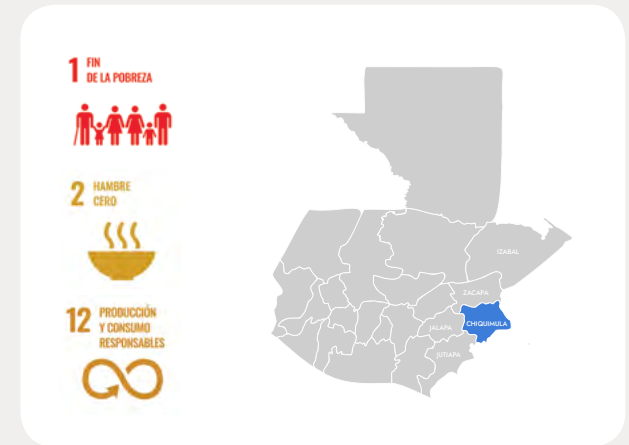 1 FIN
DE LA POBREZA
2 HAMBRE
CERO
12 PRODUCCIÓN
Y CONSUMO
RESPONSABLES
IZABAL
ZACAPA
CHIQUIMULA
JALAPA
JUTIAPA